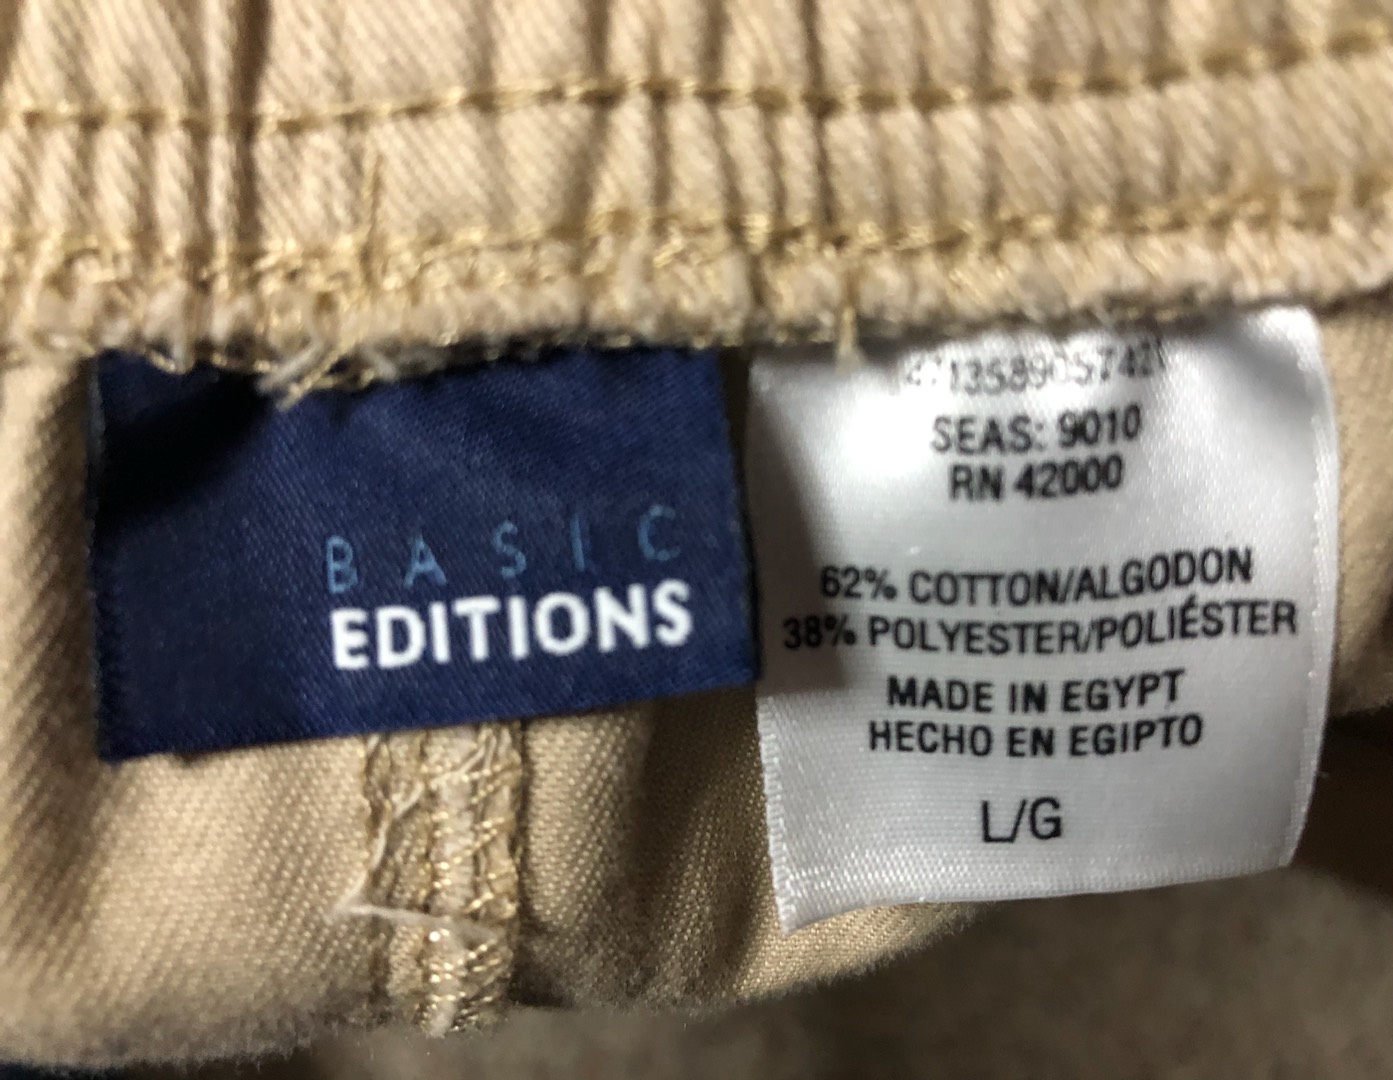 BASIC
EDITIONS
SEAS: 9010
RN 42000
62% COTTON/ALGODON
38% POLYESTER/POLIÉSTER
MADE IN EGYPT
HECHO EN EGIPTO
L/G